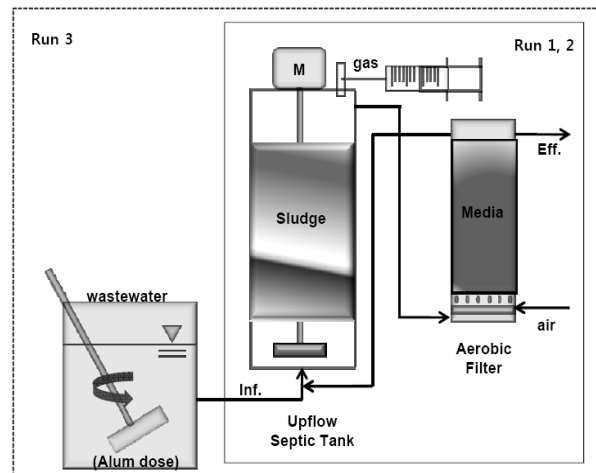 Run 3
Run 1, 2
M
gas
Eff.
Sludge
Media
wastewater
air
Aerobic
Filter
Inf.
Upflow
Septic Tank
(Alum dose)